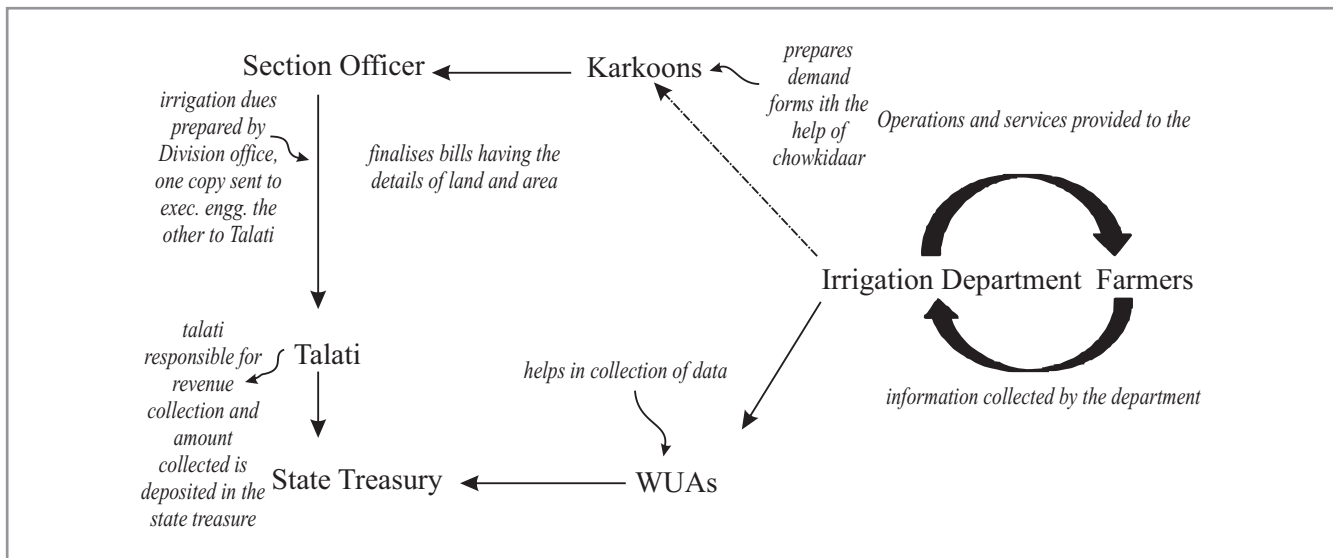 Section Officer
Karkoons
prepares
demand
forms ith the
help of
chowkidaar
Operations and services provided to the
irrigation dues
prepared by
Division office,
one copy sent to
exec. engg. the
other to Talati
finalises bills having the
details of land and area
Irrigation Department Farmers
talati
responsible for
revenue
collection and
amount
collected is
deposited in the
state treasure
Talati
helps in collection of data
information collected by the department
State Treasury
WUAs